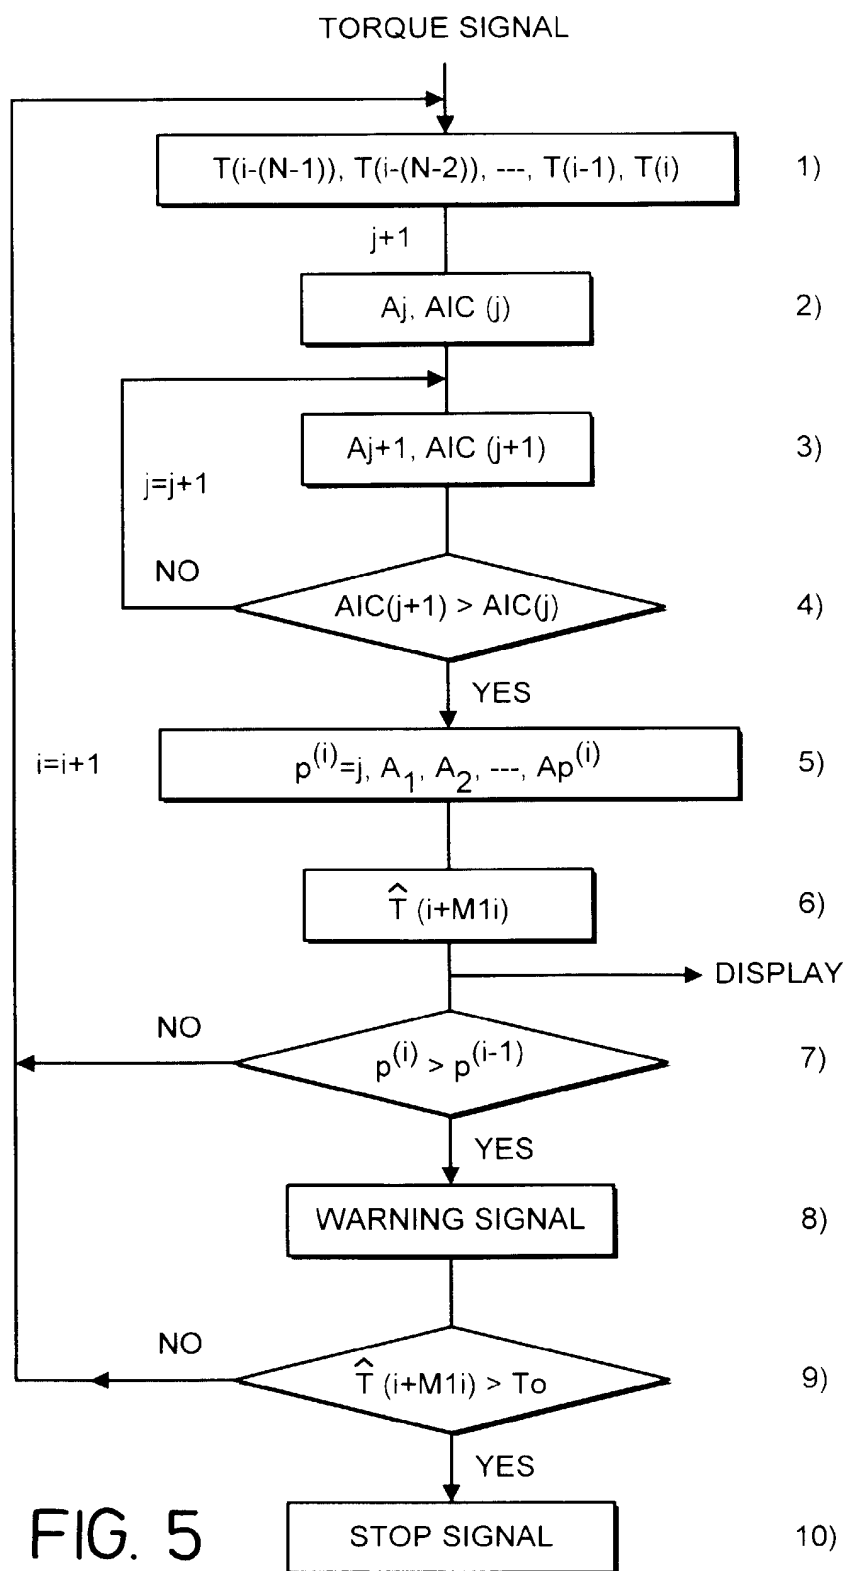 TORQUE SIGNAL
T(i-(N-1)), T(i-(N-2)), ---, T(i-1), T(i) 1)
j+1
Aj, AIC (j) 2)
Aj+1, AIC (j+1) 3)
j=j+1
NO
AIC(j+1) > AIC(j) 4)
YES
i=i+1
p^(i)=j, A₁, A₂, ---, Ap^(i) 5)
T̂ (i+M1i) 6)
DISPLAY
NO
p^(i) > p^(i-1) 7)
YES
WARNING SIGNAL 8)
NO
T̂ (i+M1i) > To 9)
YES
STOP SIGNAL 10)
FIG. 5